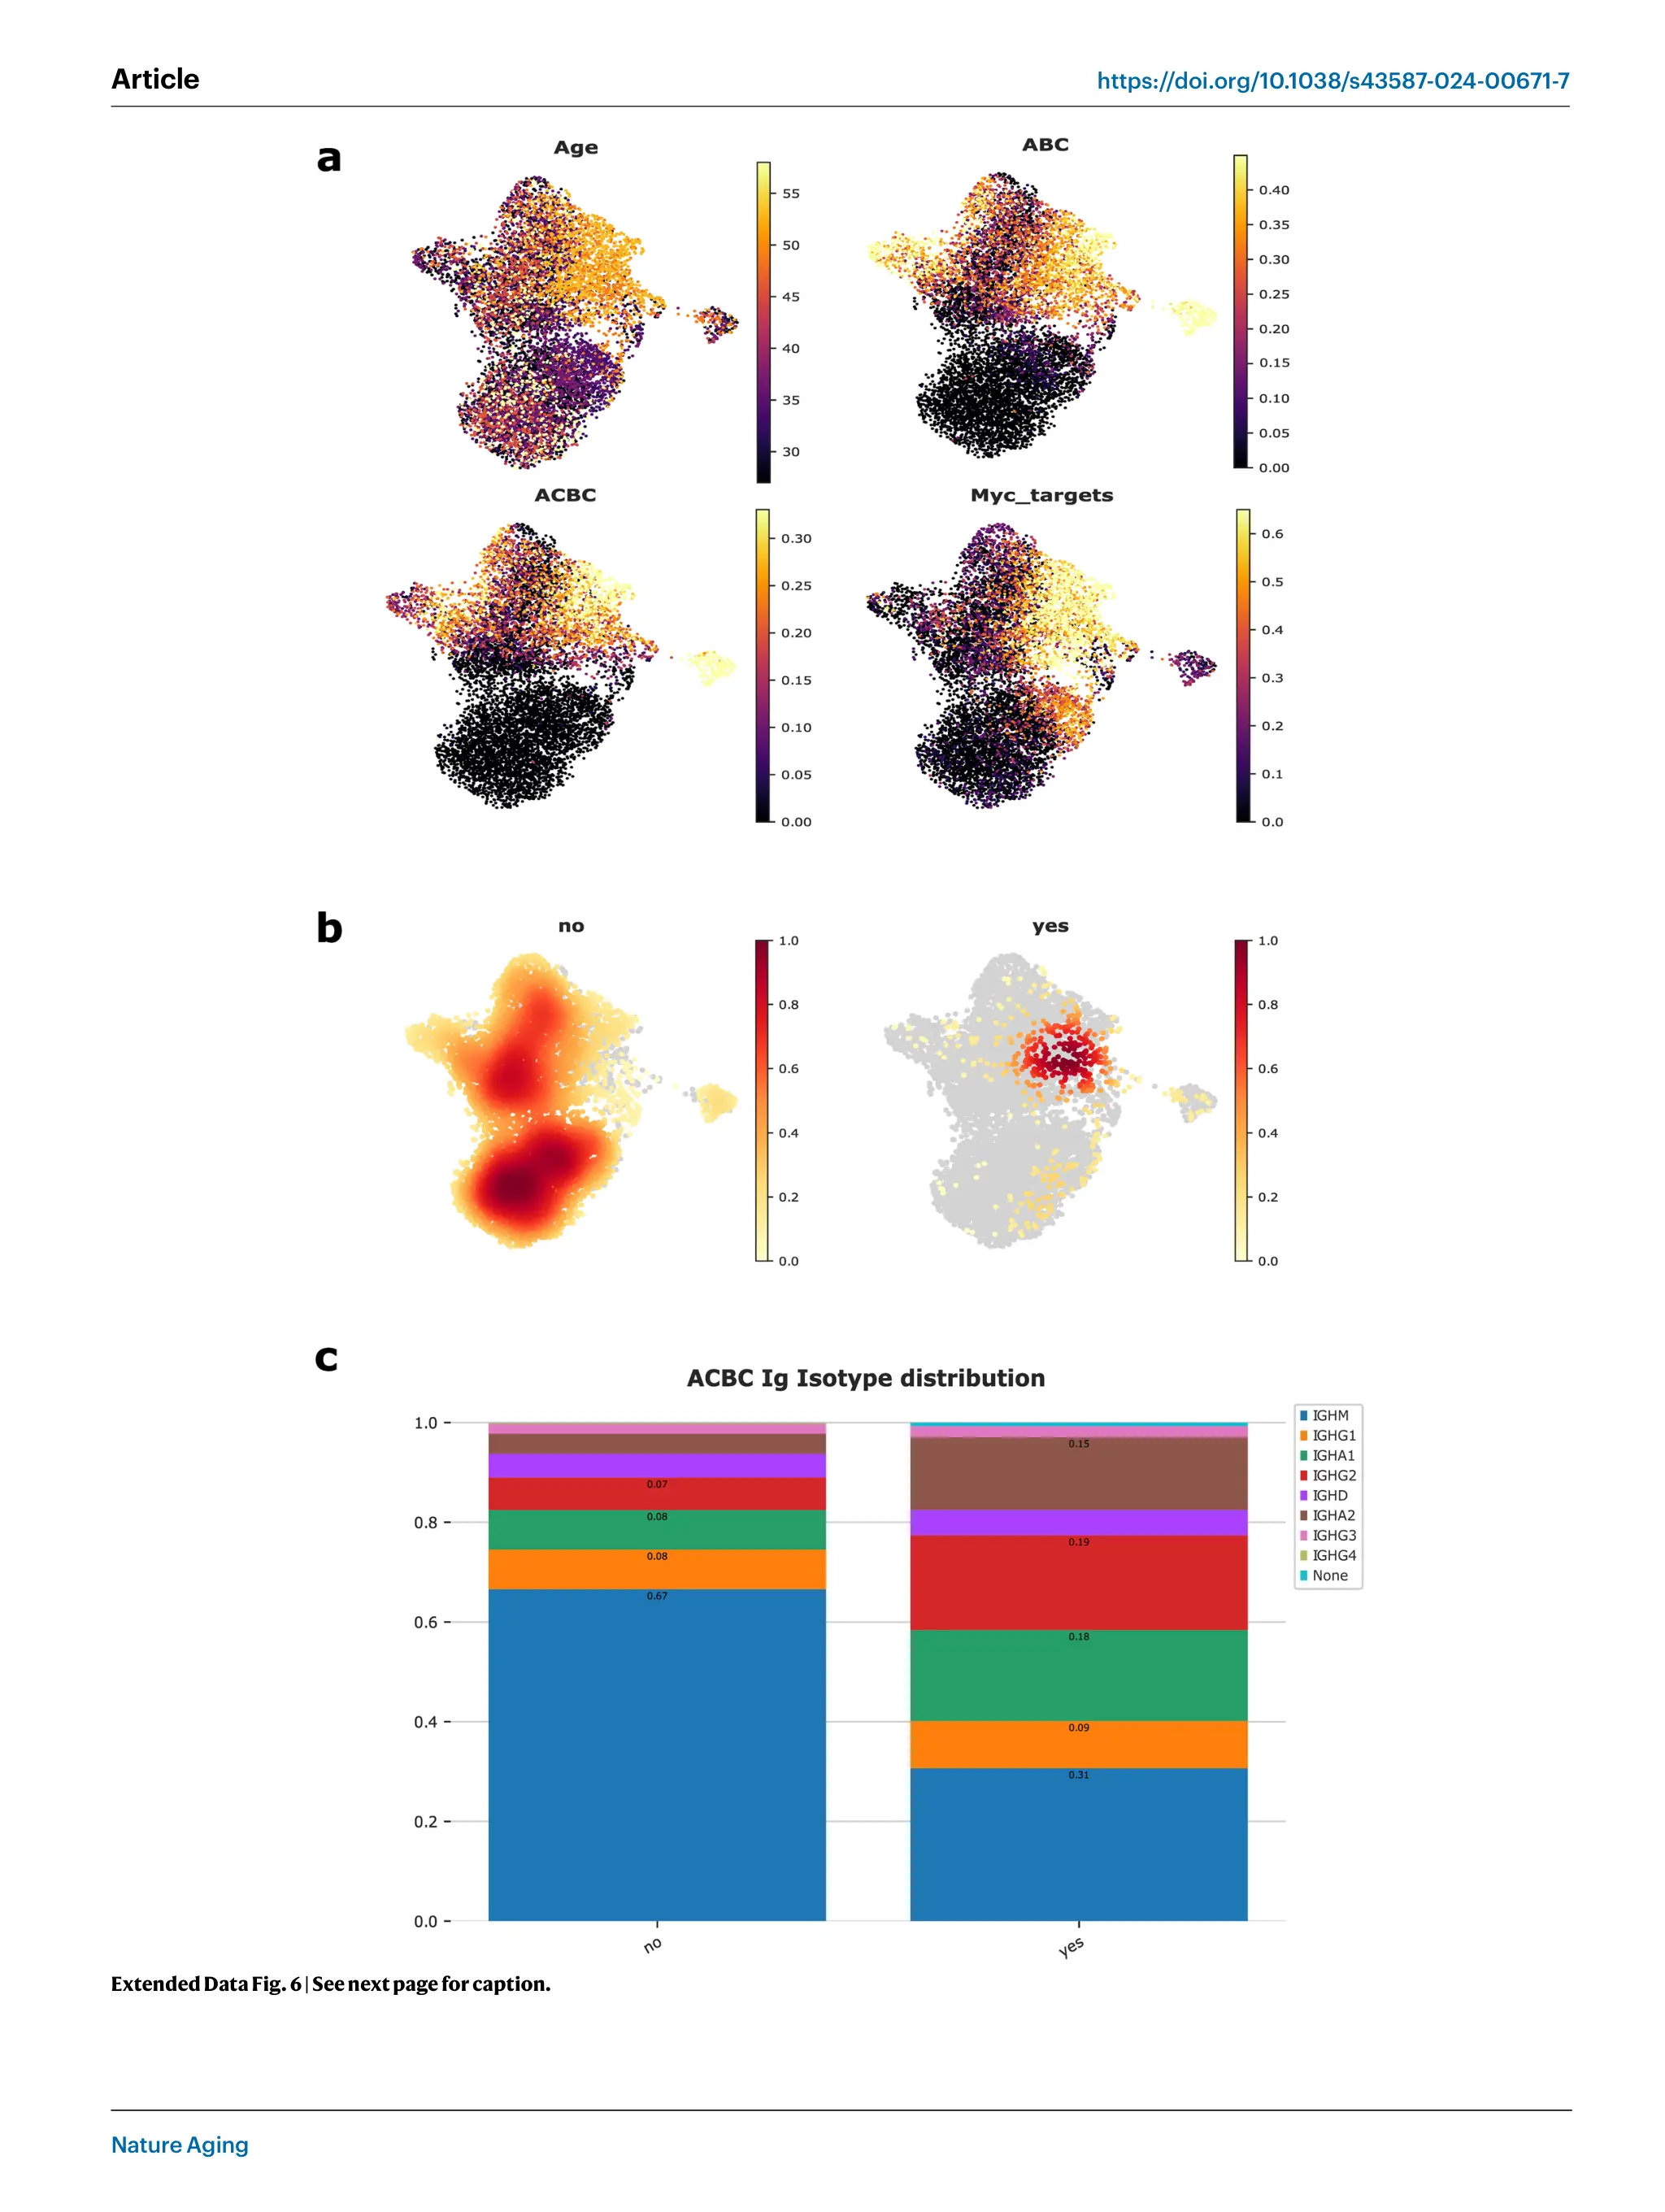 Article
https://doi.org/10.1038/s43587-024-00671-7
a
Age
55
50
45
40
35
30
ABC
0.40
0.35
0.30
0.25
0.20
0.15
0.10
0.05
0.00
ACBC
0.30
0.25
0.20
0.15
0.10
0.05
0.00
Myc_targets
0.6
0.5
0.4
0.3
0.2
0.1
0.0
b
no
1.0
0.8
0.6
0.4
0.2
0.0
yes
1.0
0.8
0.6
0.4
0.2
0.0
c
ACBC Ig Isotype distribution
1.0
0.8
0.6
0.4
0.2
0.0
0.07
0.08
0.08
0.67
0.15
0.19
0.18
0.09
0.31
no
yes
IGHM
IGHG1
IGHA1
IGHG2
IGHD
IGHA2
IGHG3
IGHG4
None
Extended Data Fig. 6 | See next page for caption.
Nature Aging